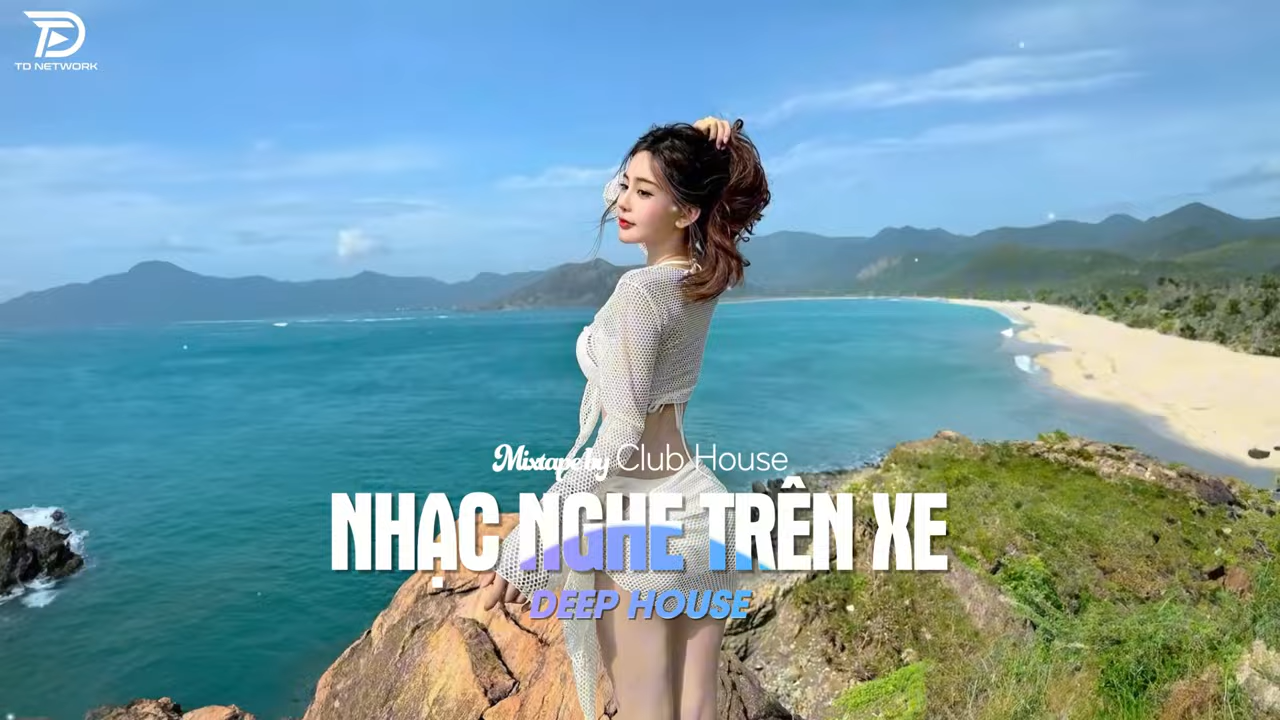 TD NETWORK
Mixtape by Club House
NHẠC NGHE TRÊN XE
DEEP HOUSE